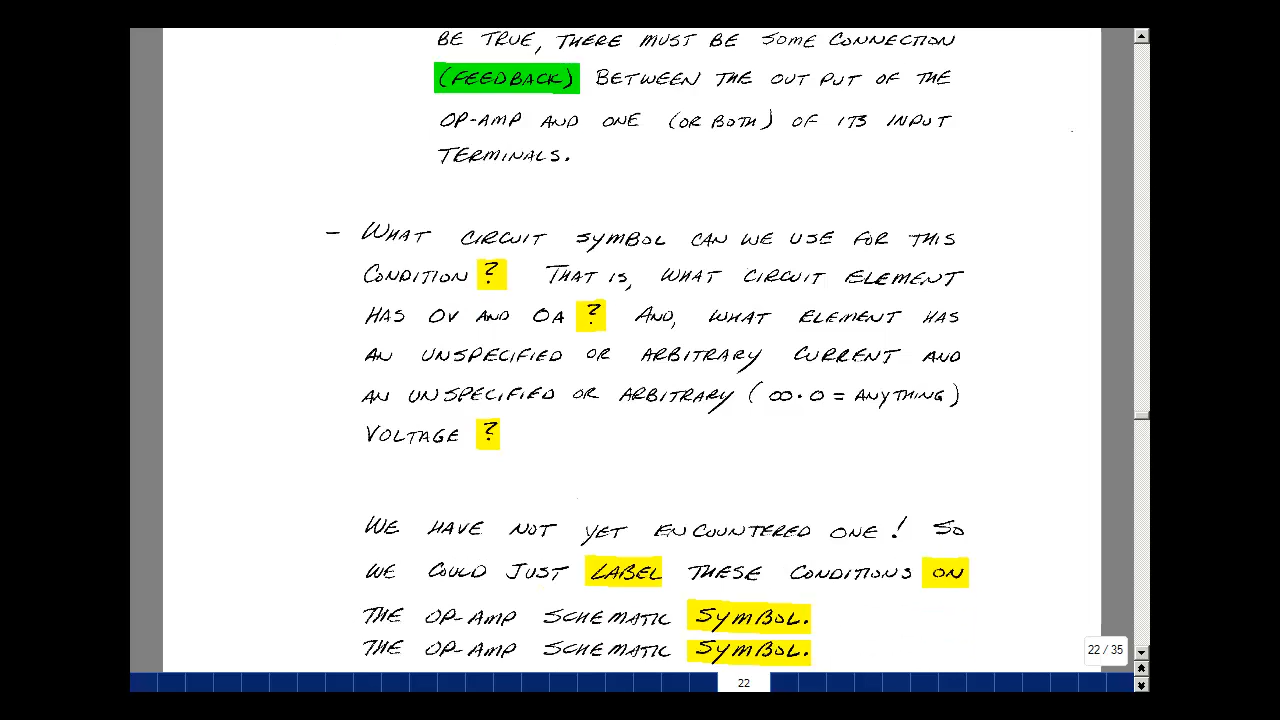 BE TRUE, THERE MUST BE SOME CONNECTION
(FEEDBACK) BETWEEN THE OUT PUT OF THE
OP-AMP AND ONE (OR BOTH) OF ITS INPUT
TERMINALS.
- WHAT CIRCUIT SYMBOL CAN WE USE FOR THIS
CONDITION ? THAT IS, WHAT CIRCUIT ELEMENT
HAS 0V AND 0A ? AND, WHAT ELEMENT HAS
AN UNSPECIFIED OR ARBITRARY CURRENT AND
AN UNSPECIFIED OR ARBITRARY (∞·0 = ANYTHING)
VOLTAGE ?
WE HAVE NOT YET ENCOUNTERED ONE! SO
WE COULD JUST LABEL THESE CONDITIONS ON
THE OP-AMP SCHEMATIC SYMBOL.
THE OP-AMP SCHEMATIC SYMBOL.
22 / 35
22